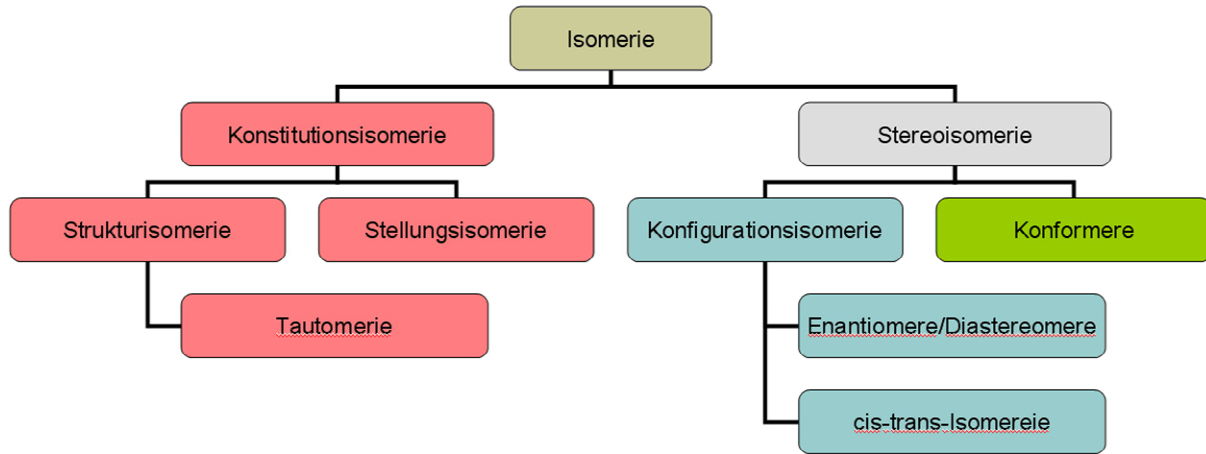 Isomerie
Konstitutionsisomerie
Stereoisomerie
Strukturisomerie
Stellungsisomerie
Konfigurationsisomerie
Konformere
Tautomerie
Enantiomere/Diastereomere
cis-trans-Isomereie